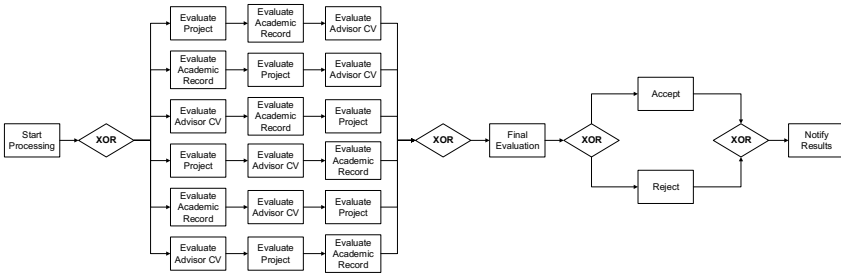 Start
Processing
XOR
Evaluate
Project
Evaluate
Academic
Record
Evaluate
Advisor CV
Evaluate
Academic
Record
Evaluate
Project
Evaluate
Advisor CV
Evaluate
Advisor CV
Evaluate
Academic
Record
Evaluate
Project
Evaluate
Project
Evaluate
Advisor CV
Evaluate
Academic
Record
Evaluate
Academic
Record
Evaluate
Advisor CV
Evaluate
Project
Evaluate
Advisor CV
Evaluate
Project
Evaluate
Academic
Record
XOR
Final
Evaluation
XOR
Accept
Reject
XOR
Notify
Results